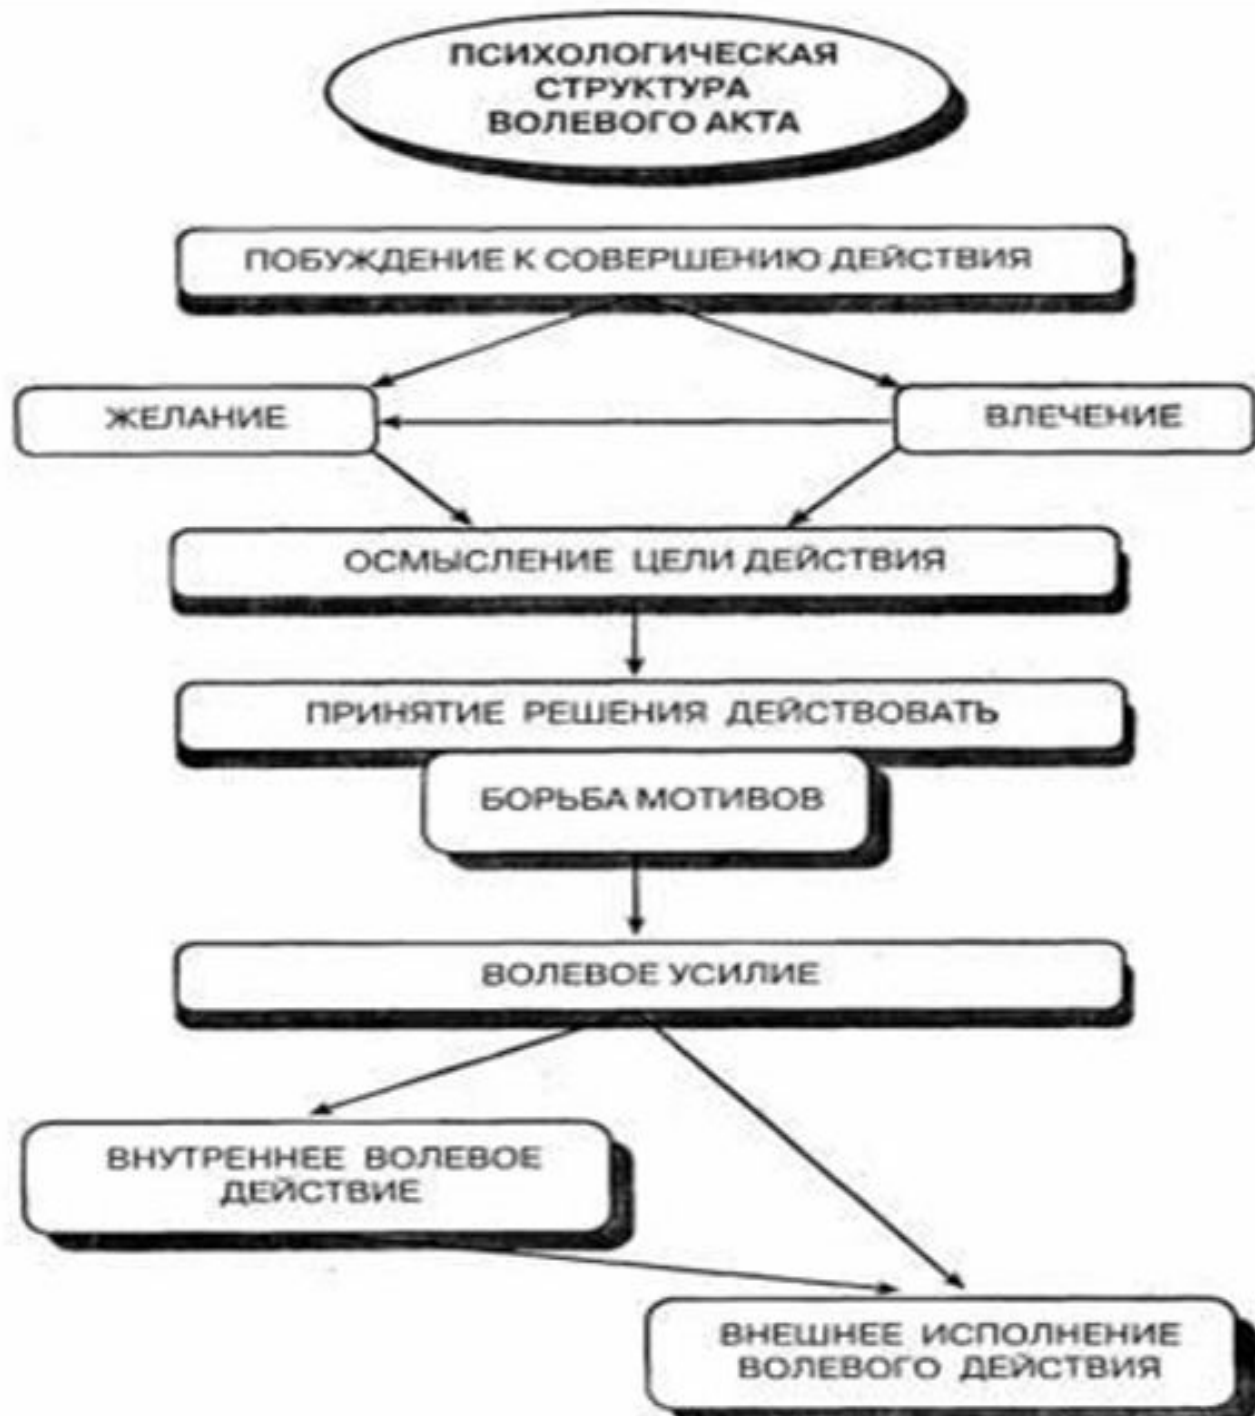 ПСИХОЛОГИЧЕСКАЯ
СТРУКТУРА
ВОЛЕВОГО АКТА
ПОБУЖДЕНИЕ К СОВЕРШЕНИЮ ДЕЙСТВИЯ
ЖЕЛАНИЕ
ВЛЕЧЕНИЕ
ОСМЫСЛЕНИЕ ЦЕЛИ ДЕЙСТВИЯ
ПРИНЯТИЕ РЕШЕНИЯ ДЕЙСТВОВАТЬ
БОРЬБА МОТИВОВ
ВОЛЕВОЕ УСИЛИЕ
ВНУТРЕННЕЕ ВОЛЕВОЕ
ДЕЙСТВИЕ
ВНЕШНЕЕ ИСПОЛНЕНИЕ
ВОЛЕВОГО ДЕЙСТВИЯ